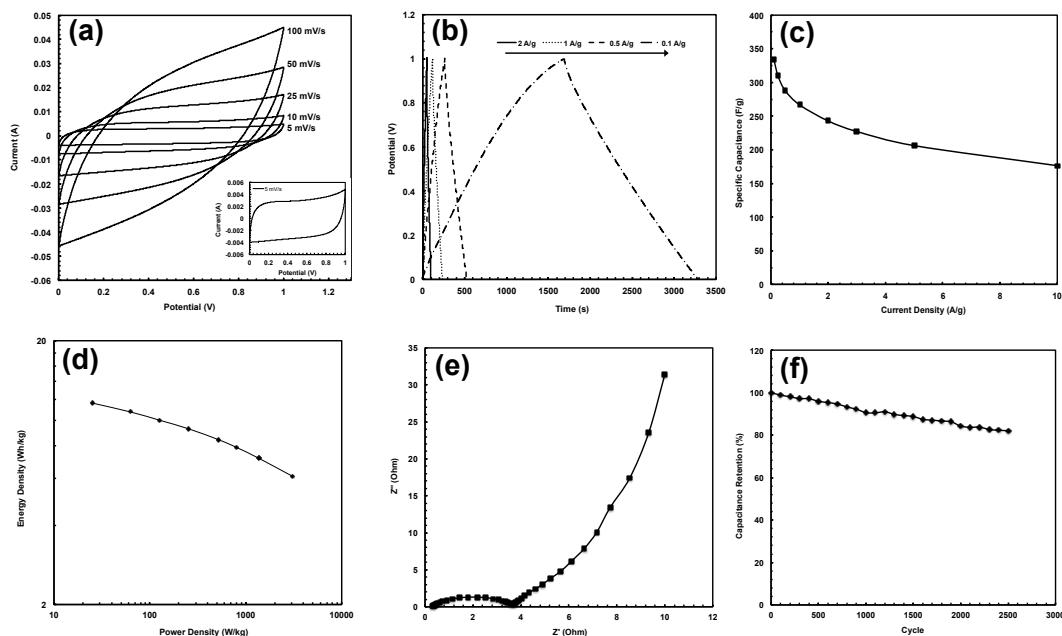 (a)
0.05
0.04
0.03
0.02
0.01
0
-0.01
-0.02
-0.03
-0.04
-0.05
-0.06
Current (A)
100 mV/s
50 mV/s
25 mV/s
10 mV/s
5 mV/s
0.006
0.004
0.002
0
-0.002
-0.004
-0.006
Current (A)
5 mV/s
0 0.2 0.4 0.6 0.8 1
Potential (V)
0 0.2 0.4 0.6 0.8 1 1.2
Potential (V)
(b)
2 A/g 1 A/g 0.5 A/g 0.1 A/g
1.2
1
0.8
0.6
0.4
0.2
0
Potential (V)
0 500 1000 1500 2000 2500 3000 3500
Time (s)
(c)
400
350
300
250
200
150
100
50
0
Specific Capacitance (F/g)
0 2 4 6 8 10
Current Density (A/g)
(d)
20
2
Energy Density (Wh/kg)
10 100 1000 10000
Power Density (W/kg)
(e)
35
30
25
20
15
10
5
0
Z" (Ohm)
0 2 4 6 8 10 12
Z' (Ohm)
(f)
120
100
80
60
40
20
0
Capacitance Retention (%)
0 500 1000 1500 2000 2500 3000
Cycle